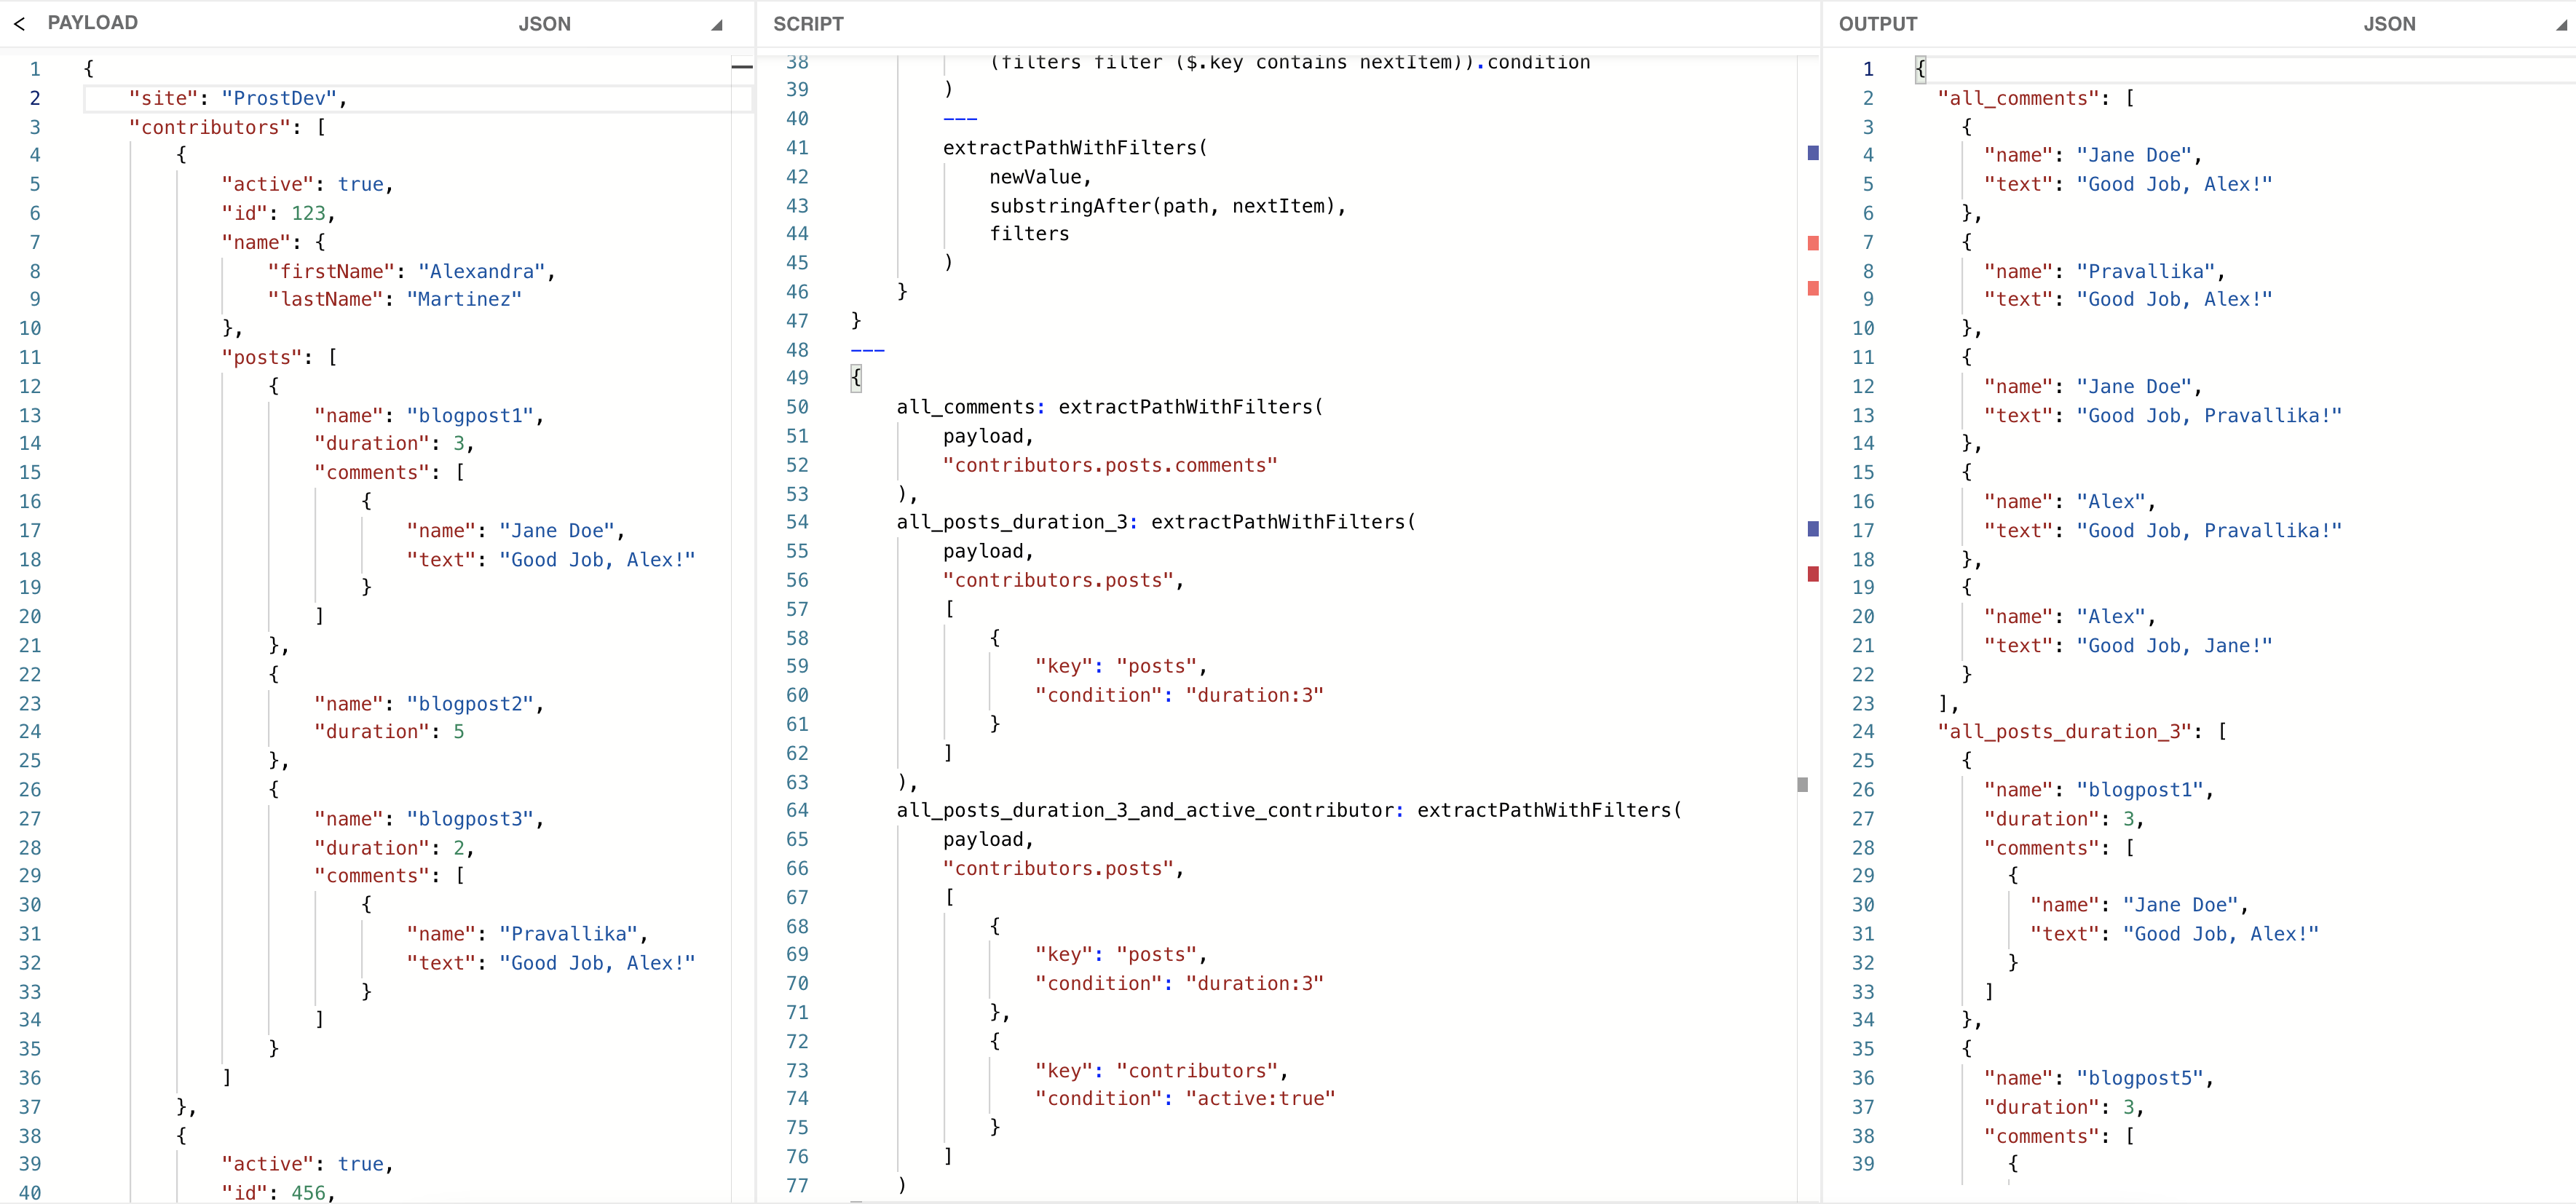 < PAYLOAD JSON
1 {
2 "site": "ProstDev",
3 "contributors": [
4 {
5 "active": true,
6 "id": 123,
7 "name": {
8 "firstName": "Alexandra",
9 "lastName": "Martinez"
10 },
11 "posts": [
12 {
13 "name": "blogpost1",
14 "duration": 3,
15 "comments": [
16 {
17 "name": "Jane Doe",
18 "text": "Good Job, Alex!"
19 }
20 ]
21 },
22 {
23 "name": "blogpost2",
24 "duration": 5
25 },
26 {
27 "name": "blogpost3",
28 "duration": 2,
29 "comments": [
30 {
31 "name": "Pravallika",
32 "text": "Good Job, Alex!"
33 }
34 ]
35 }
36 ]
37 },
38 {
39 "active": true,
40 "id": 456,
SCRIPT
38 (filters filter ($.key contains nextItem)).condition
39 )
40 ---
41 extractPathWithFilters(
42 newValue,
43 substringAfter(path, nextItem),
44 filters
45 )
46 }
47 }
48 ---
49 {
50 all_comments: extractPathWithFilters(
51 payload,
52 "contributors.posts.comments"
53 ),
54 all_posts_duration_3: extractPathWithFilters(
55 payload,
56 "contributors.posts",
57 [
58 {
59 "key": "posts",
60 "condition": "duration:3"
61 }
62 ]
63 ),
64 all_posts_duration_3_and_active_contributor: extractPathWithFilters(
65 payload,
66 "contributors.posts",
67 [
68 {
69 "key": "posts",
70 "condition": "duration:3"
71 },
72 {
73 "key": "contributors",
74 "condition": "active:true"
75 }
76 ]
77 )
OUTPUT JSON
1 {
2 "all_comments": [
3 {
4 "name": "Jane Doe",
5 "text": "Good Job, Alex!"
6 },
7 {
8 "name": "Pravallika",
9 "text": "Good Job, Alex!"
10 },
11 {
12 "name": "Jane Doe",
13 "text": "Good Job, Pravallika!"
14 },
15 {
16 "name": "Alex",
17 "text": "Good Job, Pravallika!"
18 },
19 {
20 "name": "Alex",
21 "text": "Good Job, Jane!"
22 }
23 ],
24 "all_posts_duration_3": [
25 {
26 "name": "blogpost1",
27 "duration": 3,
28 "comments": [
29 {
30 "name": "Jane Doe",
31 "text": "Good Job, Alex!"
32 }
33 ]
34 },
35 {
36 "name": "blogpost5",
37 "duration": 3,
38 "comments": [
39 {